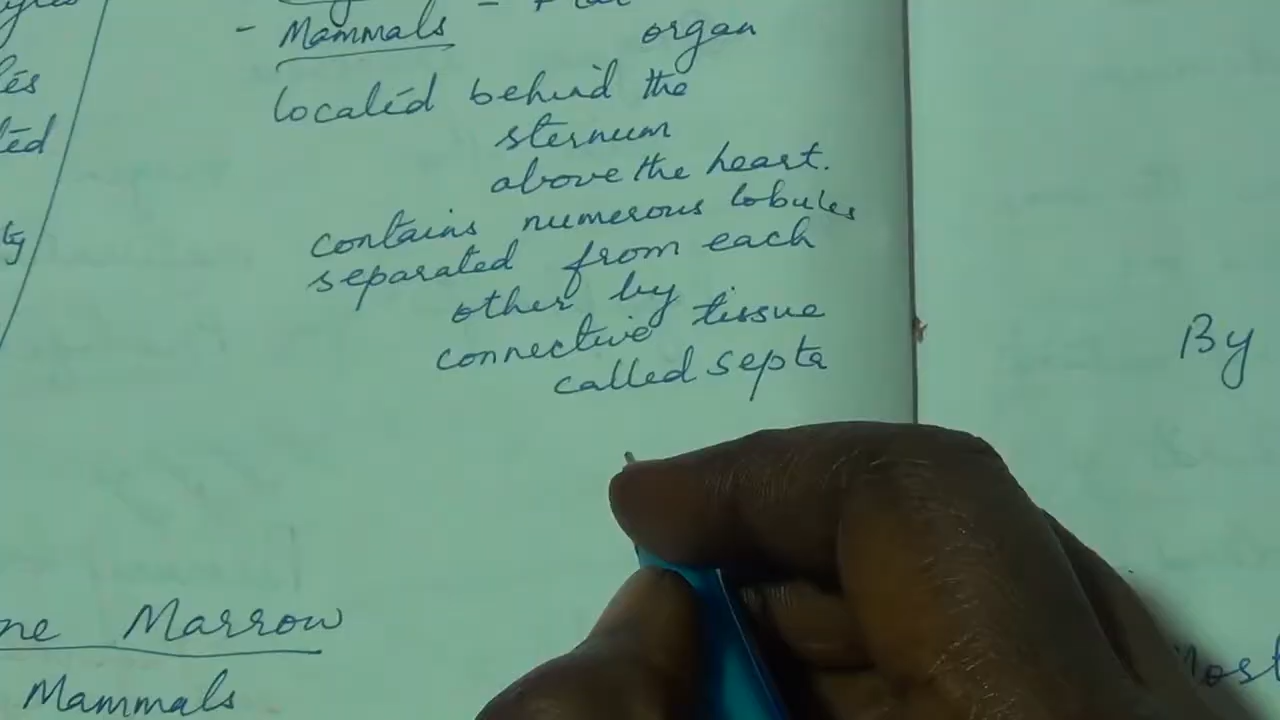 - Mammals -
organ
located behind the
sternum
above the heart.
contains numerous lobules
separated from each
other by
connective tissue
called septa
By
Marrow
Mammals